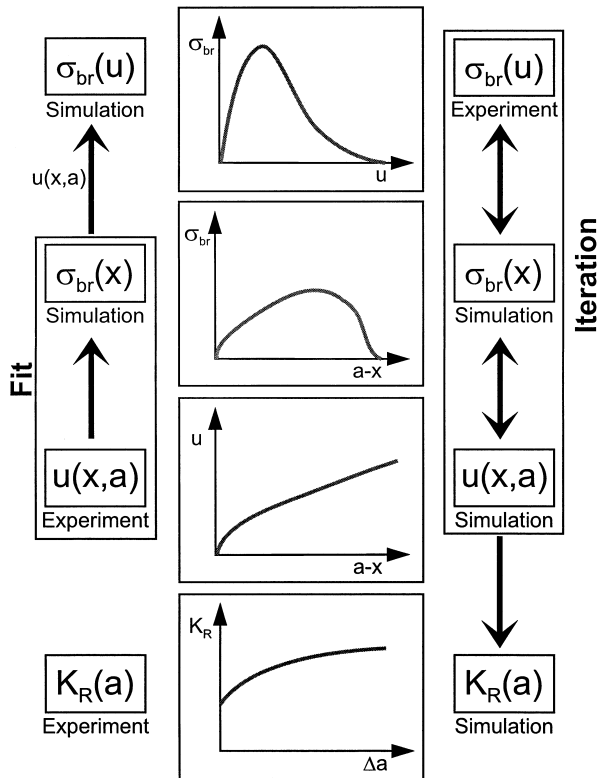 σbr(u)
Simulation
u(x,a)
σbr(x)
Simulation
Fit
u(x,a)
Experiment
KR(a)
Experiment
σbr
u
σbr
a-x
u
a-x
KR
Δa
σbr(u)
Experiment
σbr(x)
Simulation
Iteration
u(x,a)
Simulation
KR(a)
Simulation